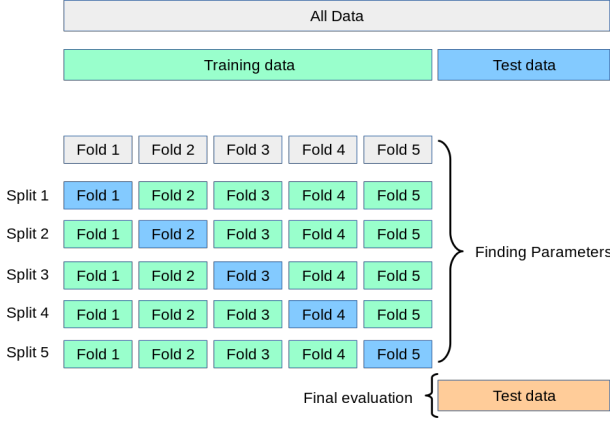 All Data
Training data Test data
Fold 1 Fold 2 Fold 3 Fold 4 Fold 5
Split 1 Fold 1 Fold 2 Fold 3 Fold 4 Fold 5
Split 2 Fold 1 Fold 2 Fold 3 Fold 4 Fold 5
Finding Parameters
Split 3 Fold 1 Fold 2 Fold 3 Fold 4 Fold 5
Split 4 Fold 1 Fold 2 Fold 3 Fold 4 Fold 5
Split 5 Fold 1 Fold 2 Fold 3 Fold 4 Fold 5
Final evaluation Test data